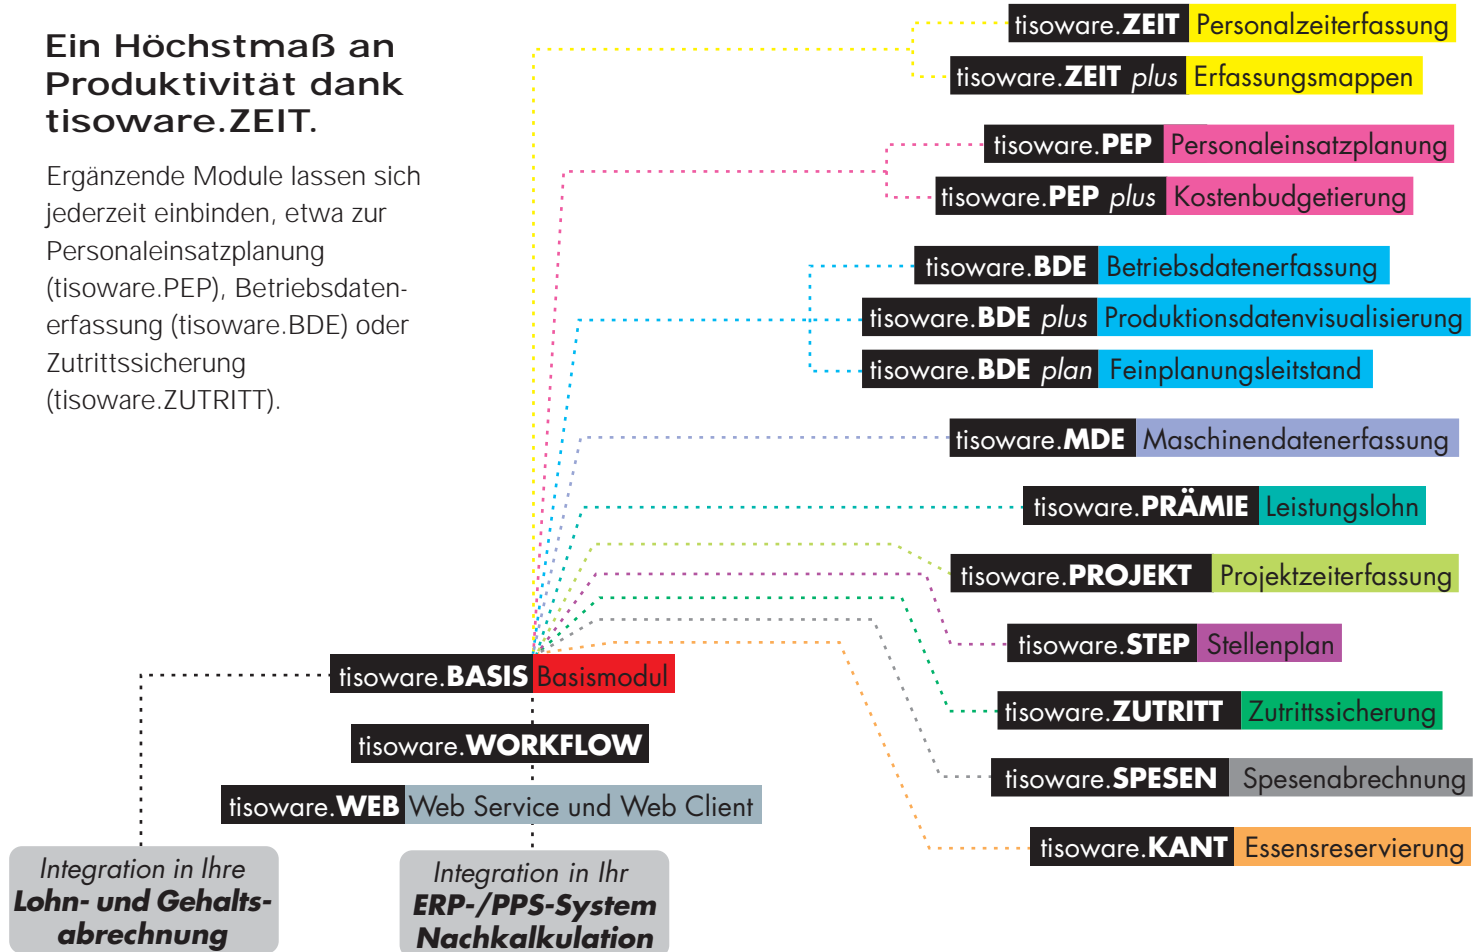 Ein Höchstmaß an
Produktivität dank
tisoware.ZEIT.
Ergänzende Module lassen sich
jederzeit einbinden, etwa zur
Personaleinsatzplanung
(tisoware.PEP), Betriebsdaten-
erfassung (tisoware.BDE) oder
Zutrittssicherung
(tisoware.ZUTRITT).
tisoware.ZEIT Personalzeiterfassung
tisoware.ZEIT plus Erfassungsmappen
tisoware.PEP Personaleinsatzplanung
tisoware.PEP plus Kostenbudgetierung
tisoware.BDE Betriebsdatenerfassung
tisoware.BDE plus Produktionsdatenvisualisierung
tisoware.BDE plan Feinplanungsleitstand
tisoware.MDE Maschinendatenerfassung
tisoware.PRÄMIE Leistungslohn
tisoware.PROJEKT Projektzeiterfassung
tisoware.STEP Stellenplan
tisoware.ZUTRITT Zutrittssicherung
tisoware.SPESEN Spesenabrechnung
tisoware.KANT Essensreservierung
tisoware.BASIS Basismodul
tisoware.WORKFLOW
tisoware.WEB Web Service und Web Client
Integration in Ihre
Lohn- und Gehalts-
abrechnung
Integration in Ihr
ERP-/PPS-System
Nachkalkulation